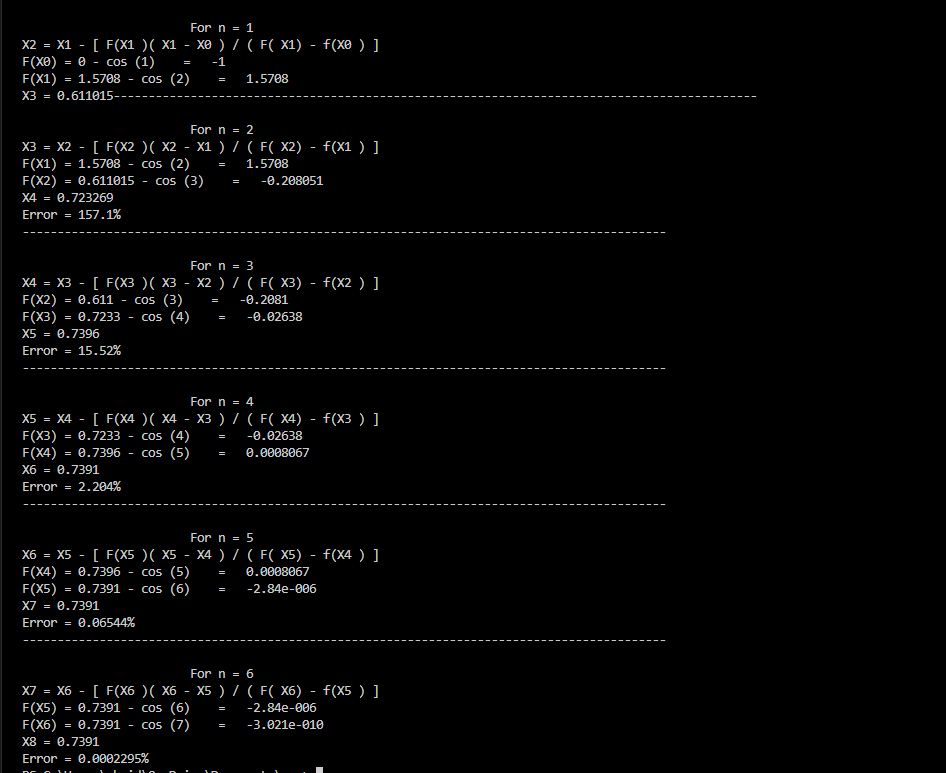 For n = 1
X2 = X1 - [ F(X1 )( X1 - X0 ) / ( F( X1) - f(X0 ) ]
F(X0) = 0 - cos (1)    =   -1
F(X1) = 1.5708 - cos (2)    =   1.5708
X3 = 0.611015--------------------------------------------------------------------------------------------
For n = 2
X3 = X2 - [ F(X2 )( X2 - X1 ) / ( F( X2) - f(X1 ) ]
F(X1) = 1.5708 - cos (2)    =   1.5708
F(X2) = 0.611015 - cos (3)    =   -0.208051
X4 = 0.723269
Error = 157.1%
--------------------------------------------------------------------------------------------
For n = 3
X4 = X3 - [ F(X3 )( X3 - X2 ) / ( F( X3) - f(X2 ) ]
F(X2) = 0.611 - cos (3)    =   -0.2081
F(X3) = 0.7233 - cos (4)    =   -0.02638
X5 = 0.7396
Error = 15.52%
--------------------------------------------------------------------------------------------
For n = 4
X5 = X4 - [ F(X4 )( X4 - X3 ) / ( F( X4) - f(X3 ) ]
F(X3) = 0.7233 - cos (4)    =   -0.02638
F(X4) = 0.7396 - cos (5)    =   0.0008067
X6 = 0.7391
Error = 2.204%
--------------------------------------------------------------------------------------------
For n = 5
X6 = X5 - [ F(X5 )( X5 - X4 ) / ( F( X5) - f(X4 ) ]
F(X4) = 0.7396 - cos (5)    =   0.0008067
F(X5) = 0.7391 - cos (6)    =   -2.84e-006
X7 = 0.7391
Error = 0.06544%
--------------------------------------------------------------------------------------------
For n = 6
X7 = X6 - [ F(X6 )( X6 - X5 ) / ( F( X6) - f(X5 ) ]
F(X5) = 0.7391 - cos (6)    =   -2.84e-006
F(X6) = 0.7391 - cos (7)    =   -3.021e-010
X8 = 0.7391
Error = 0.0002295%